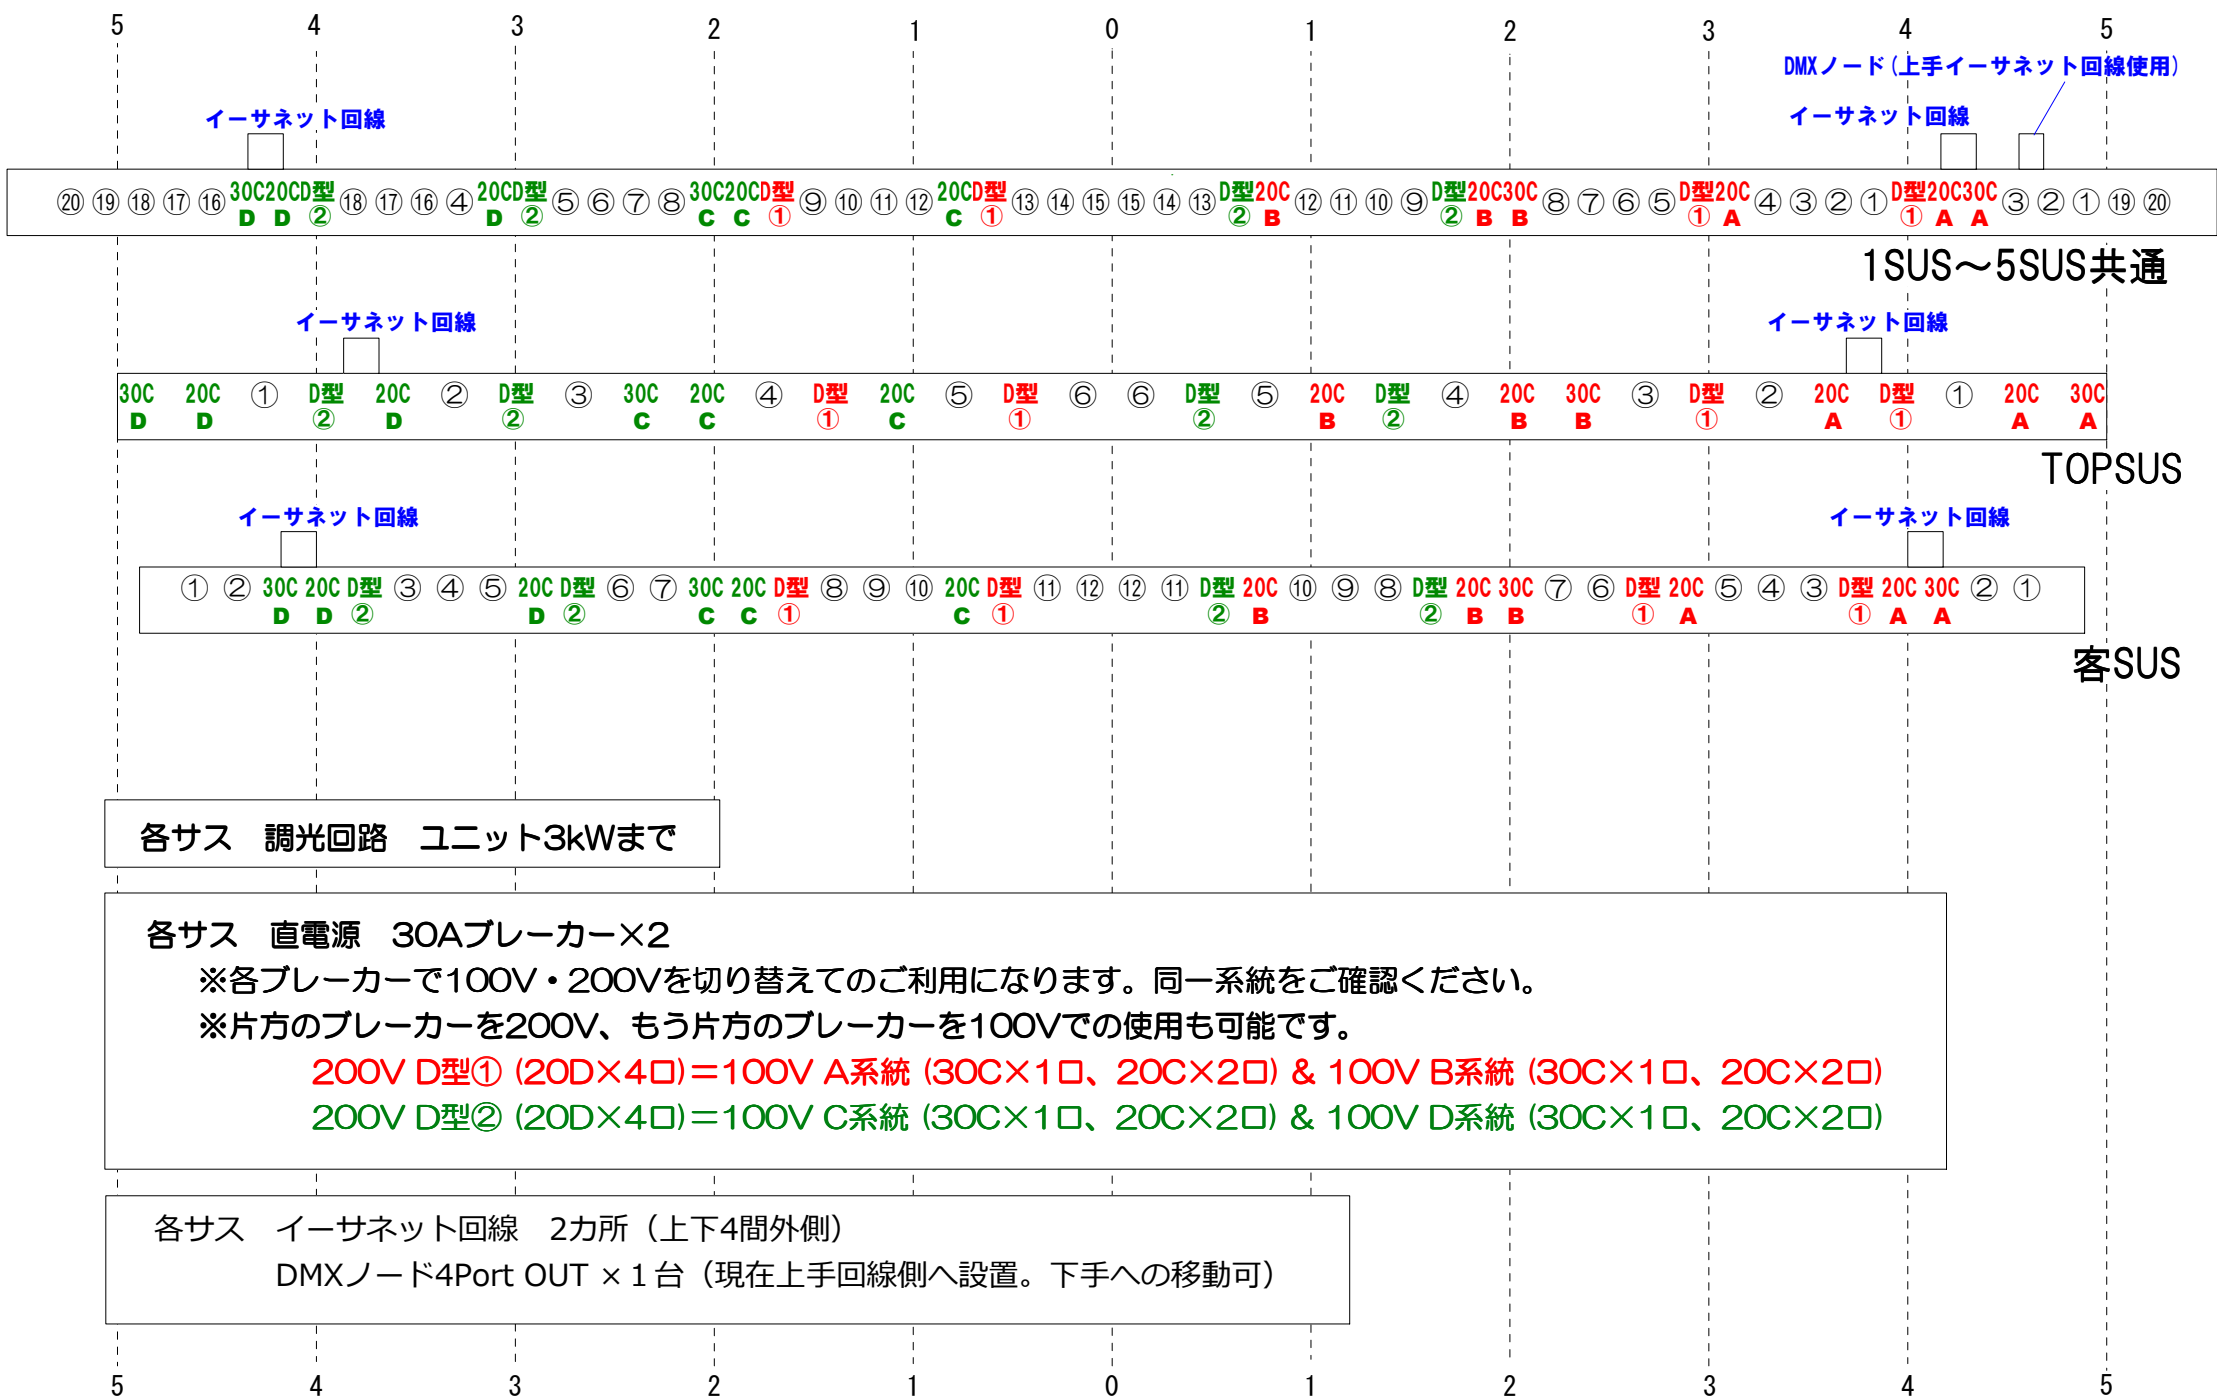 5 4 3 2 1 0 1 2 3 4 5
DMXノード(上手イーサネット回線使用)
イーサネット回線 イーサネット回線
⑳ ⑲ ⑱ ⑰ ⑯ 30C 20C D型 ⑱ ⑰ ⑯ ④ 20C D型 ⑤ ⑥ ⑦ ⑧ 30C 20C D型 ⑨ ⑩ ⑪ ⑫ 20C D型 ⑬ ⑭ ⑮ ⑮ ⑭ ⑬ D型 20C ⑫ ⑪ ⑩ ⑨ D型 20C 30C ⑧ ⑦ ⑥ ⑤ D型 20C ④ ③ ② ① D型 20C 30C ③ ② ① ⑲ ⑳
D D ② D ② C C ① C ① ② B ② B B ① A ① A A
1SUS～5SUS共通
イーサネット回線 イーサネット回線
30C 20C ① D型 20C ② D型 ③ 30C 20C ④ D型 20C ⑤ D型 ⑥ ⑥ D型 ⑤ 20C D型 ④ 20C 30C ③ D型 ② 20C D型 ① 20C 30C
D D ② D ② C C ① C ① ② B ② B B ① A ① A A
TOPSUS
イーサネット回線 イーサネット回線
① ② 30C 20C D型 ③ ④ ⑤ 20C D型 ⑥ ⑦ 30C 20C D型 ⑧ ⑨ ⑩ 20C D型 ⑪ ⑫ ⑫ ⑪ D型 20C ⑩ ⑨ ⑧ D型 20C 30C ⑦ ⑥ D型 20C ⑤ ④ ③ D型 20C 30C ② ①
D D ② D ② C C ① C ① ② B ② B B ① A ① A A
客SUS
各サス　調光回路　ユニット3kWまで
各サス　直電源　30Aブレーカー×2
※各ブレーカーで100V・200Vを切り替えてのご利用になります。同一系統をご確認ください。
※片方のブレーカーを200V、もう片方のブレーカーを100Vでの使用も可能です。
200V D型① (20D×4口)＝100V A系統 (30C×1口、20C×2口) & 100V B系統 (30C×1口、20C×2口)
200V D型② (20D×4口)＝100V C系統 (30C×1口、20C×2口) & 100V D系統 (30C×1口、20C×2口)
各サス　イーサネット回線　2カ所（上下4間外側）
DMXノード4Port OUT ×１台（現在上手回線側へ設置。下手への移動可）
5 4 3 2 1 0 1 2 3 4 5